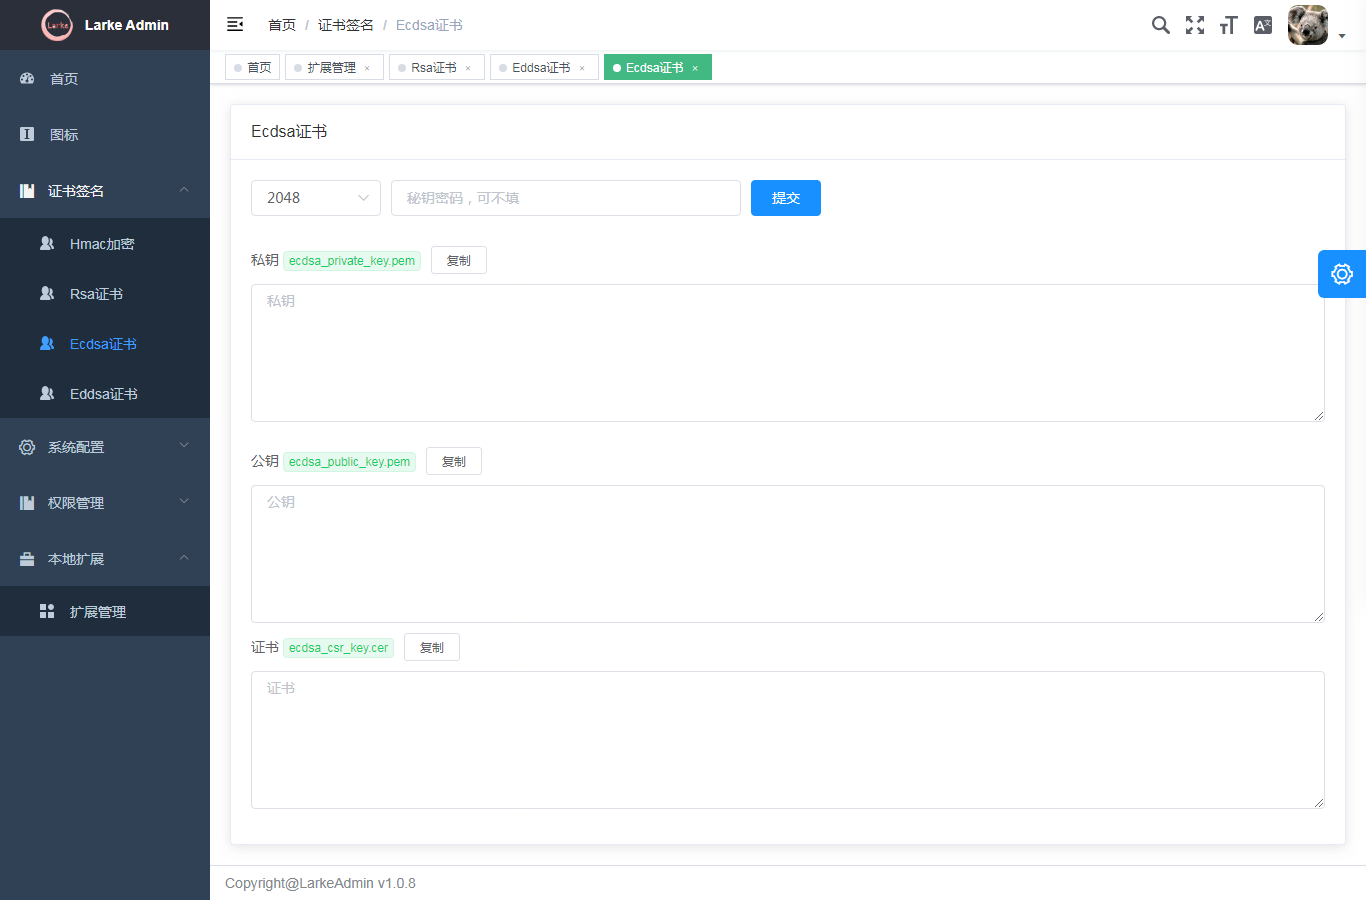 Larke
Larke Admin
首页
图标
证书签名
Hmac加密
Rsa证书
Ecdsa证书
Eddsa证书
系统配置
权限管理
本地扩展
扩展管理
首页 / 证书签名 / Ecdsa证书
首页 扩展管理 × Rsa证书 × Eddsa证书 × Ecdsa证书 ×
Ecdsa证书
2048 秘钥密码，可不填 提交
私钥 ecdsa_private_key.pem 复制
私钥
公钥 ecdsa_public_key.pem 复制
公钥
证书 ecdsa_csr_key.cer 复制
证书
Copyright@LarkeAdmin v1.0.8